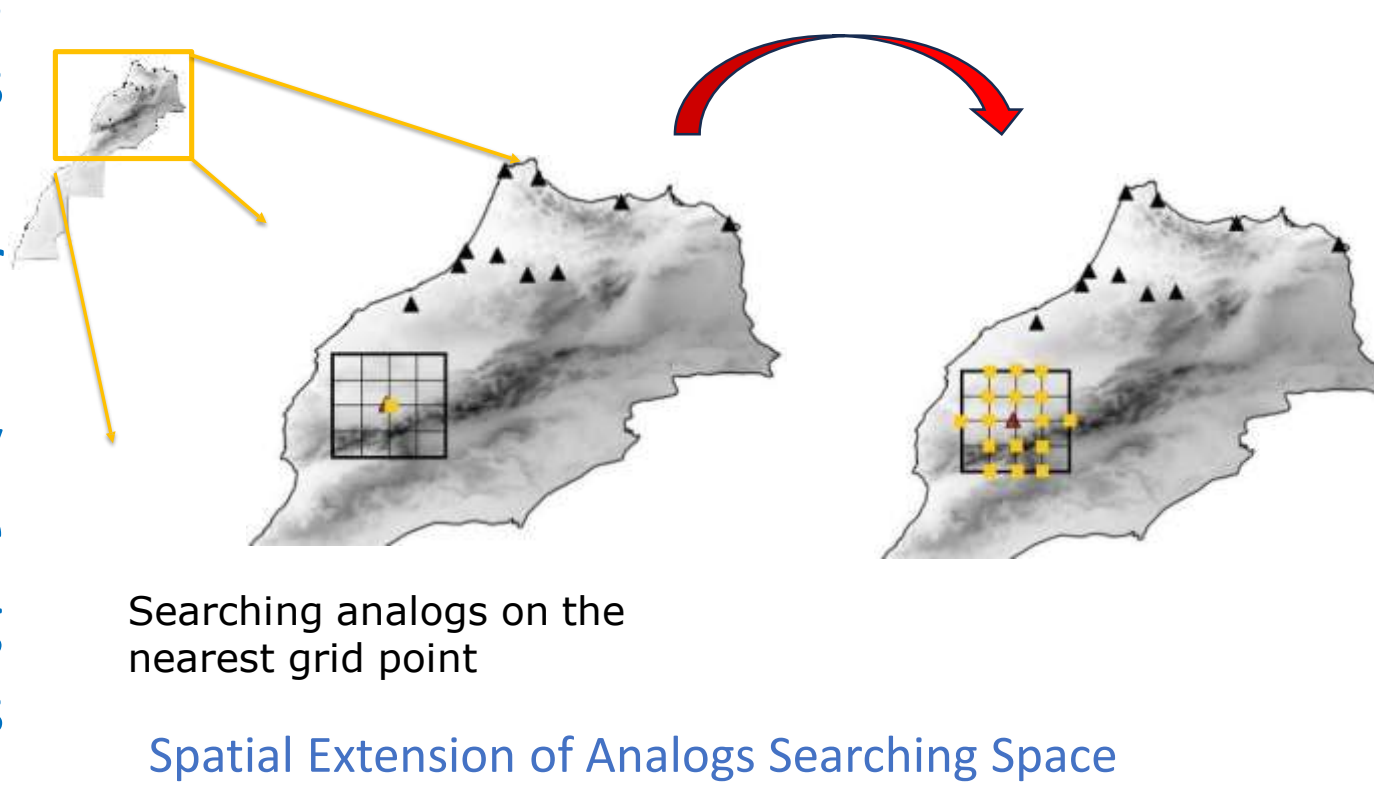 Searching analogs on the
nearest grid point
Spatial Extension of Analogs Searching Space